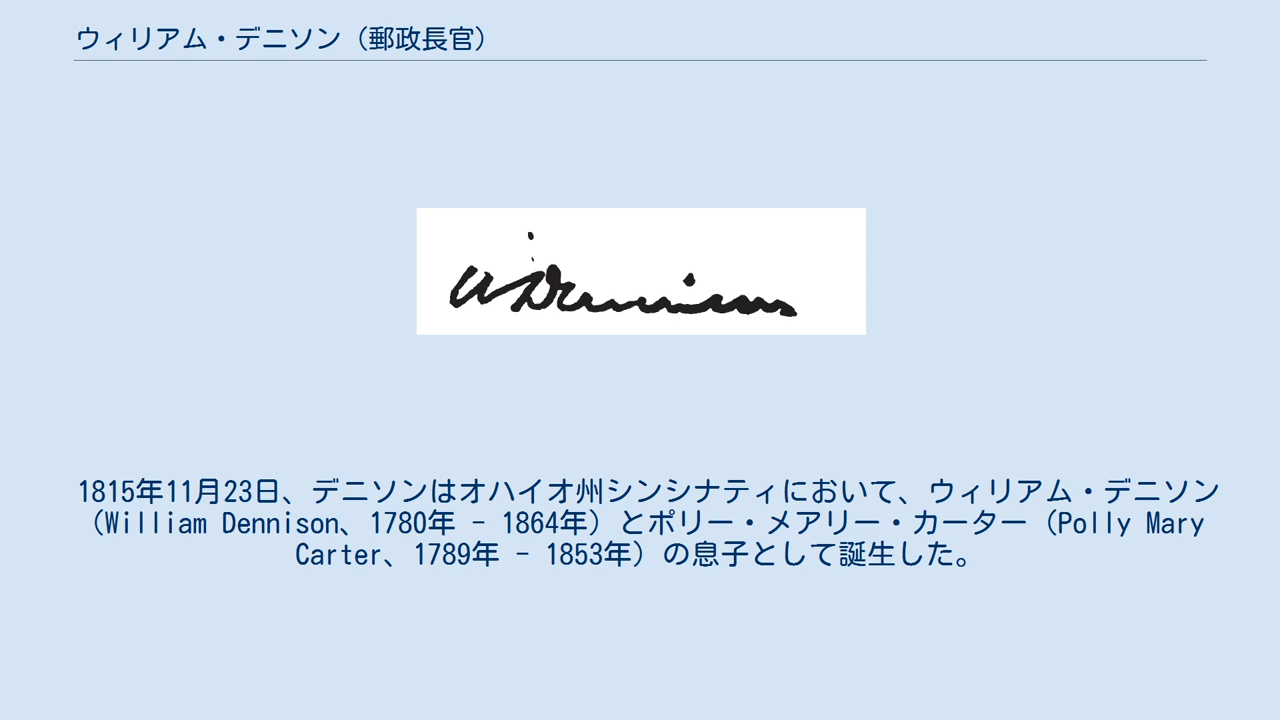 ウィリアム・デニソン（郵政長官）
W Dennison
1815年11月23日、デニソンはオハイオ州シンシナティにおいて、ウィリアム・デニソン
（William Dennison、1780年 - 1864年）とポリー・メアリー・カーター（Polly Mary
Carter、1789年 - 1853年）の息子として誕生した。